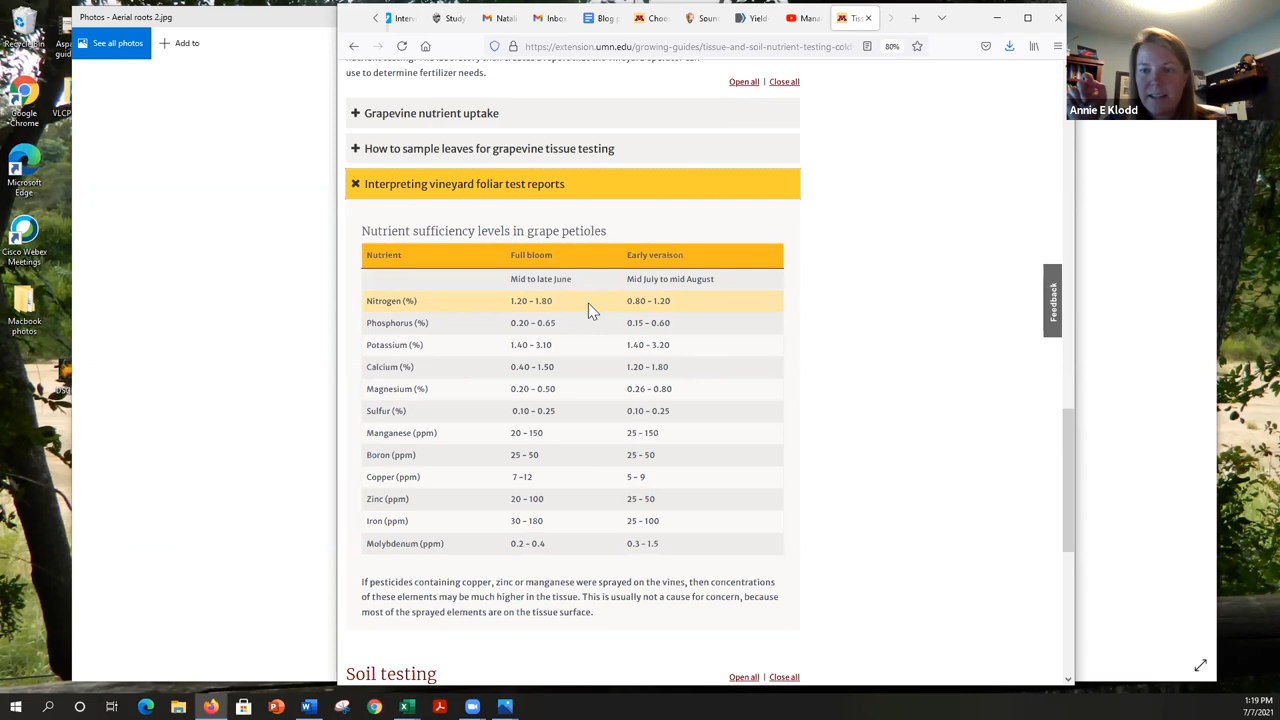 Photos - Aerial roots 2.jpg
See all photos
Add to
Recycle Bin
Google Chrome
VLC
Microsoft Edge
Cisco Webex Meetings
Macbook photos
Study
Natali
Inbox
Blog p
Choos
Soun
Yield-
Mana
Tiss
https://extension.umn.edu/growing-guides/tissue-and-soil-nutrient-testing-cold
80%
Annie E Klodd
use to determine fertilizer needs.
Open all | Close all
Grapevine nutrient uptake
How to sample leaves for grapevine tissue testing
Interpreting vineyard foliar test reports
Nutrient sufficiency levels in grape petioles
Nutrient Full bloom Early veraison
Mid to late June Mid July to mid August
Nitrogen (%) 1.20 - 1.80 0.80 - 1.20
Phosphorus (%) 0.20 - 0.65 0.15 - 0.60
Potassium (%) 1.40 - 3.10 1.40 - 3.20
Calcium (%) 0.40 - 1.50 1.20 - 1.80
Magnesium (%) 0.20 - 0.50 0.26 - 0.80
Sulfur (%) 0.10 - 0.25 0.10 - 0.25
Manganese (ppm) 20 - 150 25 - 150
Boron (ppm) 25 - 50 25 - 50
Copper (ppm) 7 -12 5 - 9
Zinc (ppm) 20 - 100 25 - 50
Iron (ppm) 30 - 180 25 - 100
Molybdenum (ppm) 0.2 - 0.4 0.3 - 1.5
If pesticides containing copper, zinc or manganese were sprayed on the vines, then concentrations
of these elements may be much higher in the tissue. This is usually not a cause for concern, because
most of the sprayed elements are on the tissue surface.
Soil testing
Open all | Close all
Feedback
1:19 PM
7/7/2021